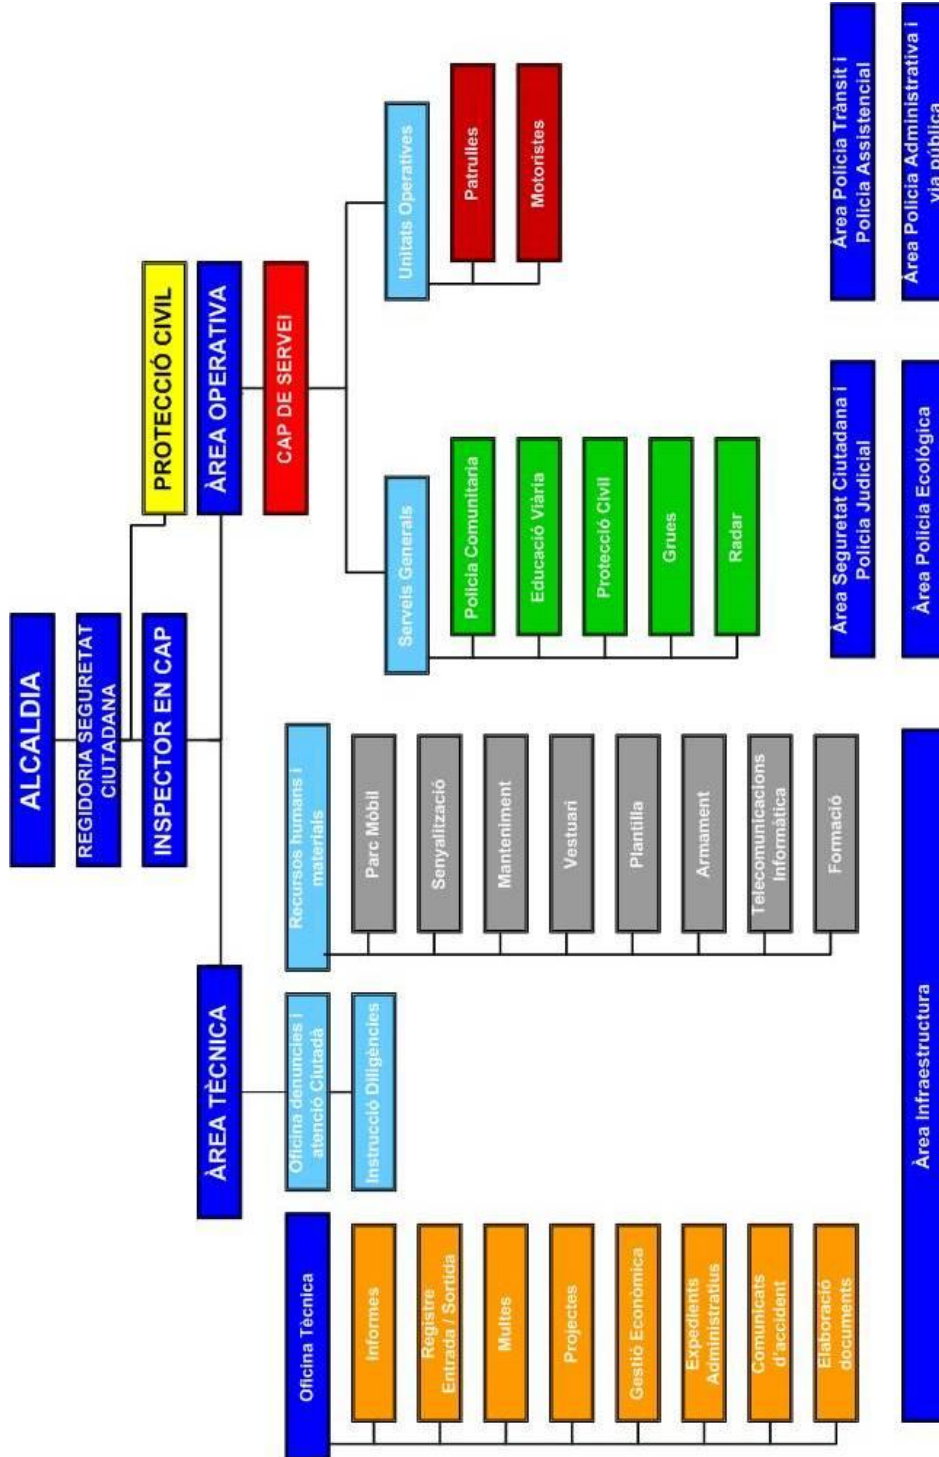 ALCALDIA
REGIDORIA SEGURETAT
CIUTADANA
INSPECTOR EN CAP
PROTECCIÓ CIVIL
ÀREA TÈCNICA
ÀREA OPERATIVA
CAP DE SERVEI
Oficina Tècnica
Informes
Registre
Entrada / Sortida
Multes
Projectes
Gestió Econòmica
Expedients
Administratius
Comunicats
d'accident
Elaboració
documents
Oficina denuncies i
atenció Ciutadà
Instrucció Diligències
Recursos humans i
materials
Parc Mòbil
Senyalització
Manteniment
Vestuari
Plantilla
Armament
Telecomunicacions
Informàtica
Formació
Serveis Generals
Policia Comunitaria
Educació Viària
Protecció Civil
Grues
Radar
Unitats Operatives
Patrulles
Motoristes
Àrea Infraestructura
Àrea Seguretat Ciutadana i
Policia Judicial
Àrea Policia Ecológica
Àrea Policia Trànsit i
Policia Assistencial
Àrea Policia Administrativa i
via pública